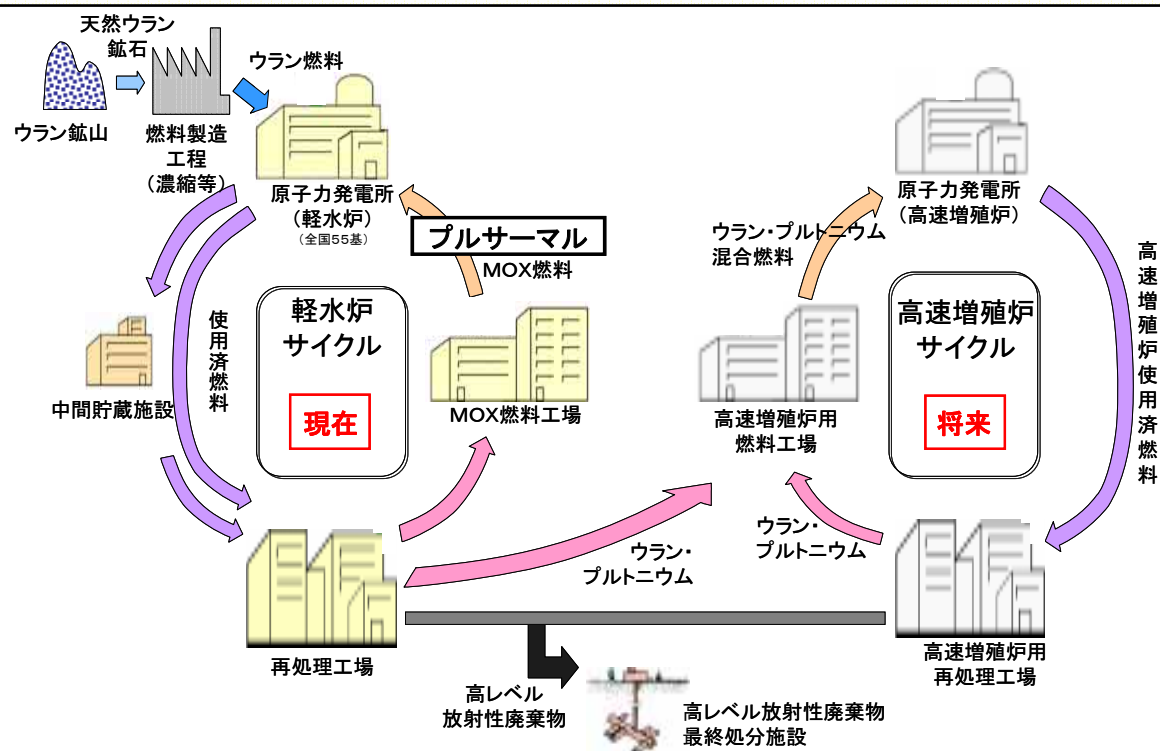 天然ウラン
鉱石
ウラン燃料
ウラン鉱山
燃料製造
工程
（濃縮等）
原子力発電所
（軽水炉）
（全国５５基）
プルサーマル
MOX燃料
使用済燃料
軽水炉
サイクル
現在
中間貯蔵施設
MOX燃料工場
再処理工場
ウラン・
プルトニウム
原子力発電所
（高速増殖炉）
ウラン・プルトニウム
混合燃料
高速増殖炉
サイクル
将来
高速増殖炉使用済燃料
高速増殖炉用
燃料工場
ウラン・
プルトニウム
高速増殖炉用
再処理工場
高レベル
放射性廃棄物
高レベル放射性廃棄物
最終処分施設